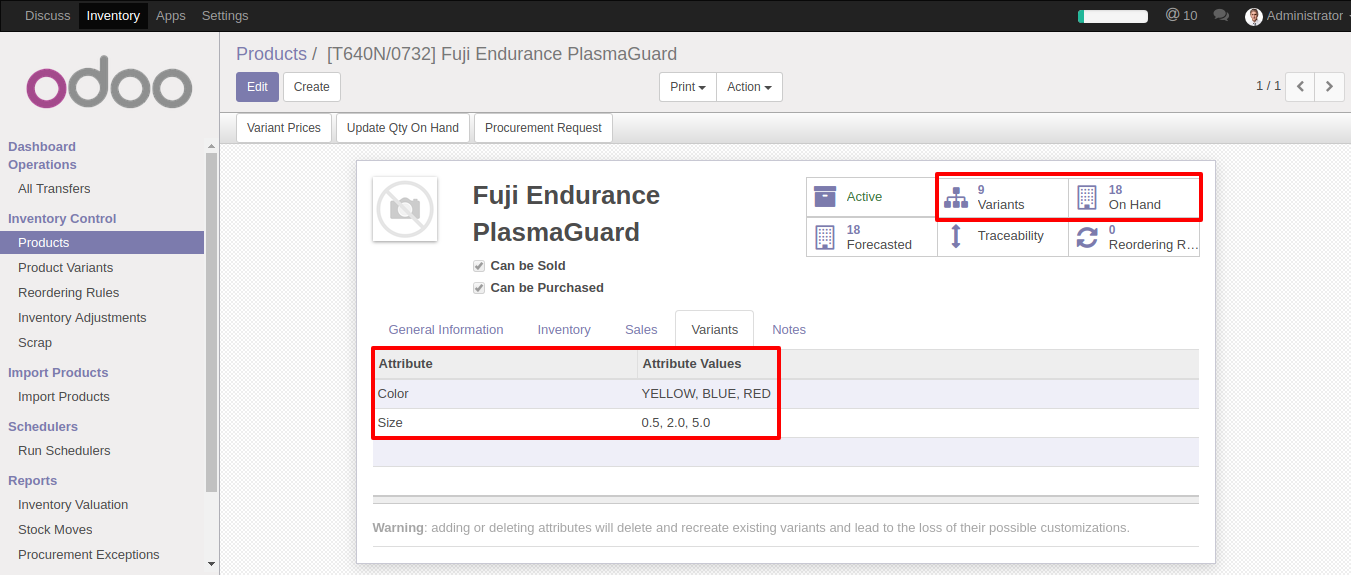 Discuss Inventory Apps Settings @ 10 Administrator
odoo
Products / [T640N/0732] Fuji Endurance PlasmaGuard
Edit Create Print Action 1 / 1
Variant Prices Update Qty On Hand Procurement Request
Dashboard
Operations
All Transfers
Inventory Control
Products
Product Variants
Reordering Rules
Inventory Adjustments
Scrap
Import Products
Import Products
Schedulers
Run Schedulers
Reports
Inventory Valuation
Stock Moves
Procurement Exceptions
Fuji Endurance
PlasmaGuard
Can be Sold
Can be Purchased
Active
9
Variants
18
On Hand
18
Forecasted
Traceability
0
Reordering R...
General Information Inventory Sales Variants Notes
Attribute Attribute Values
Color YELLOW, BLUE, RED
Size 0.5, 2.0, 5.0
Warning: adding or deleting attributes will delete and recreate existing variants and lead to the loss of their possible customizations.